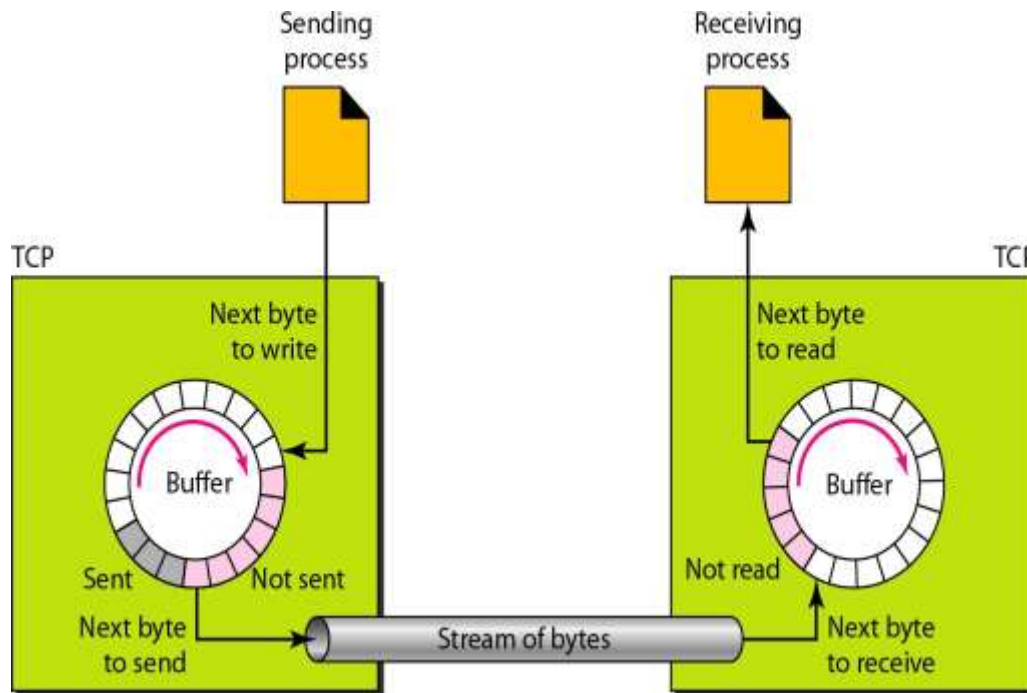 Sending
process
Receiving
process
TCP
TCP
Next byte
to write
Next byte
to read
Buffer
Buffer
Sent
Not sent
Not read
Next byte
to send
Stream of bytes
Next byte
to receive